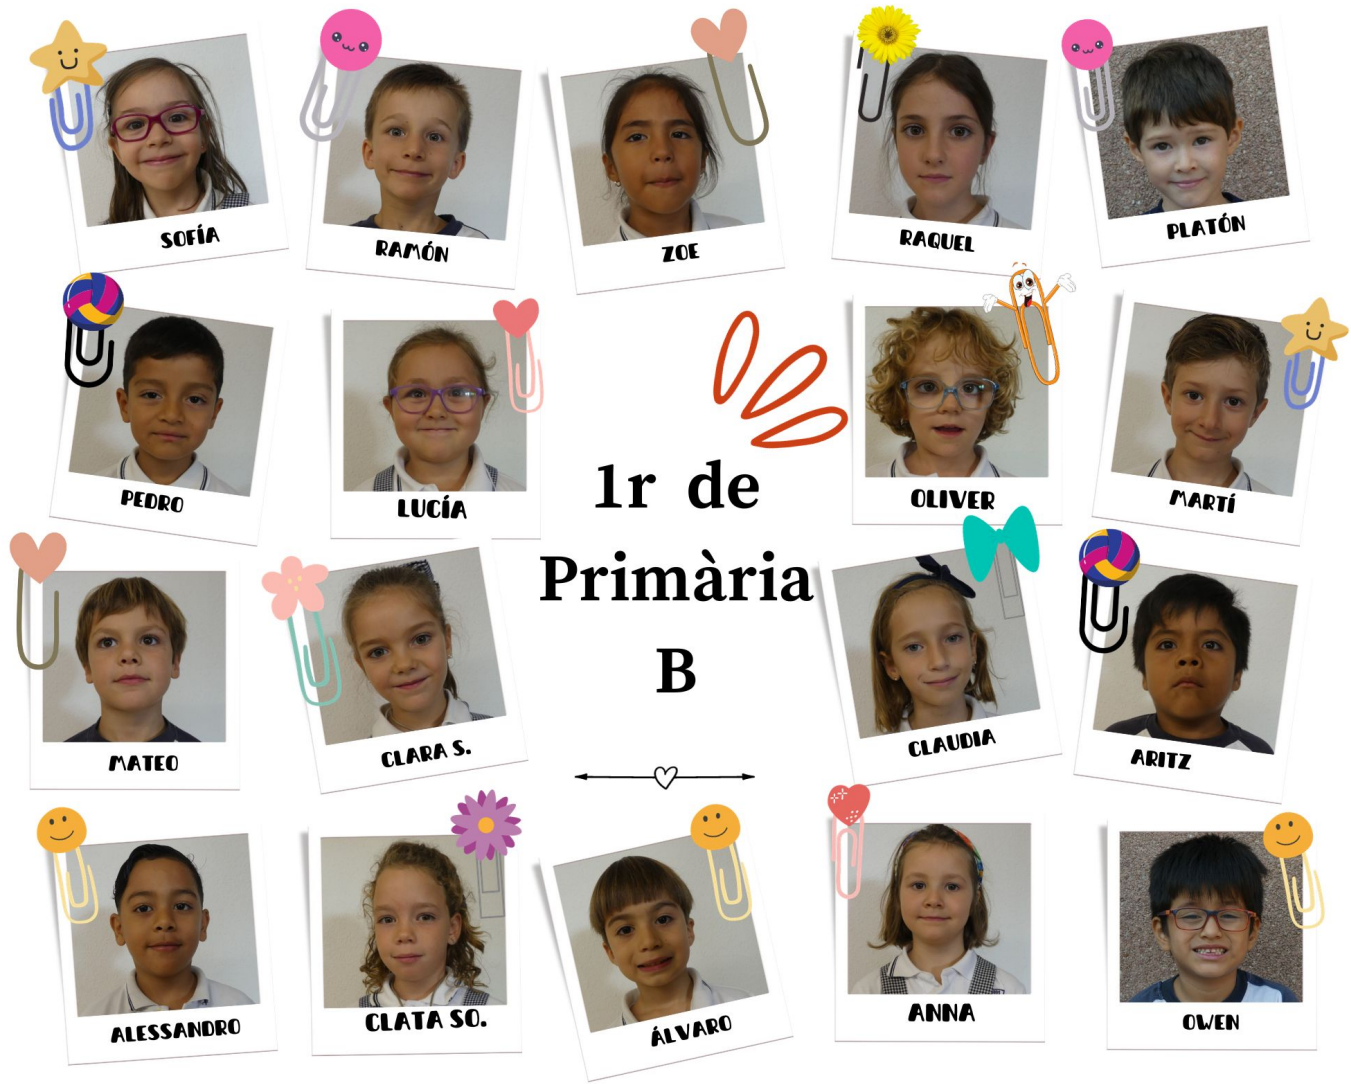 SOFÍA
RAMÓN
ZOE
RAQUEL
PLATÓN
PEDRO
LUCÍA
OLIVER
MARTÍ
1r de
Primària
B
MATEO
CLARA S.
CLAUDIA
ARITZ
ALESSANDRO
CLATA SO.
ÁLVARO
ANNA
OWEN